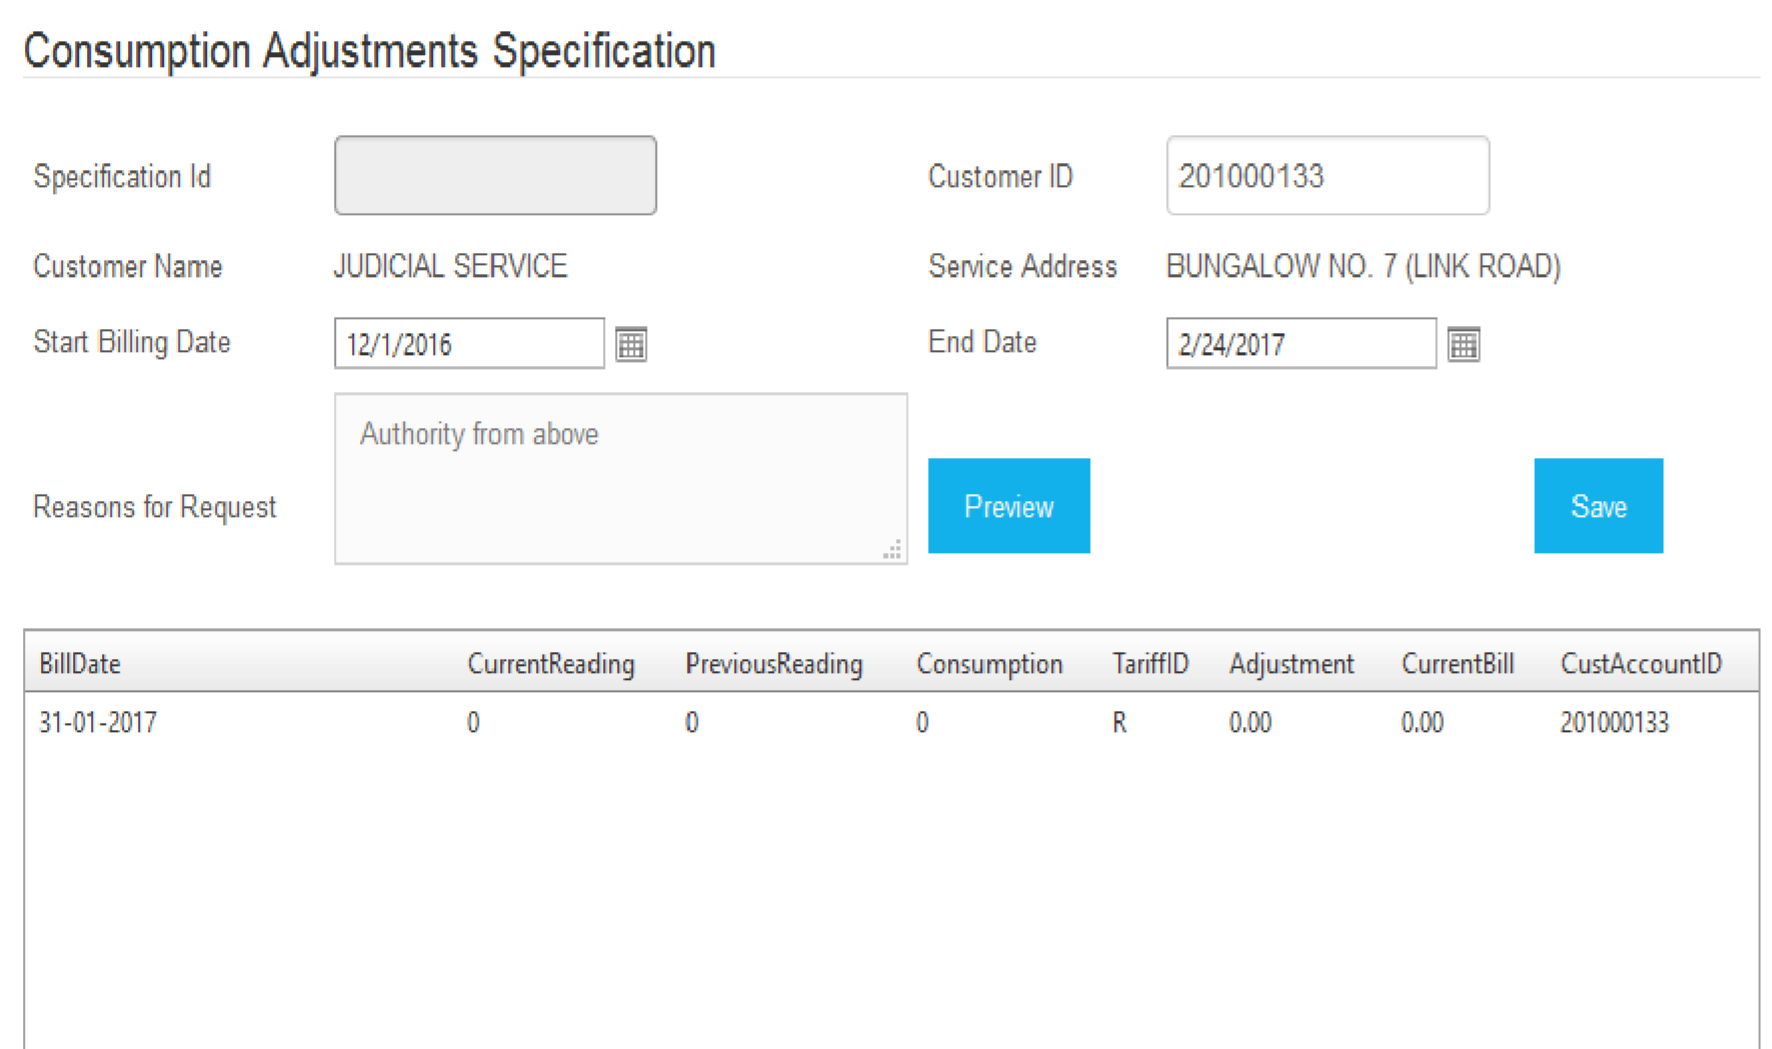 Consumption Adjustments Specification
Specification Id
Customer ID 201000133
Customer Name JUDICIAL SERVICE
Service Address BUNGALOW NO. 7 (LINK ROAD)
Start Billing Date 12/1/2016
End Date 2/24/2017
Reasons for Request Authority from above
Preview
Save
BillDate CurrentReading PreviousReading Consumption TariffID Adjustment CurrentBill CustAccountID
31-01-2017 0 0 0 R 0.00 0.00 201000133